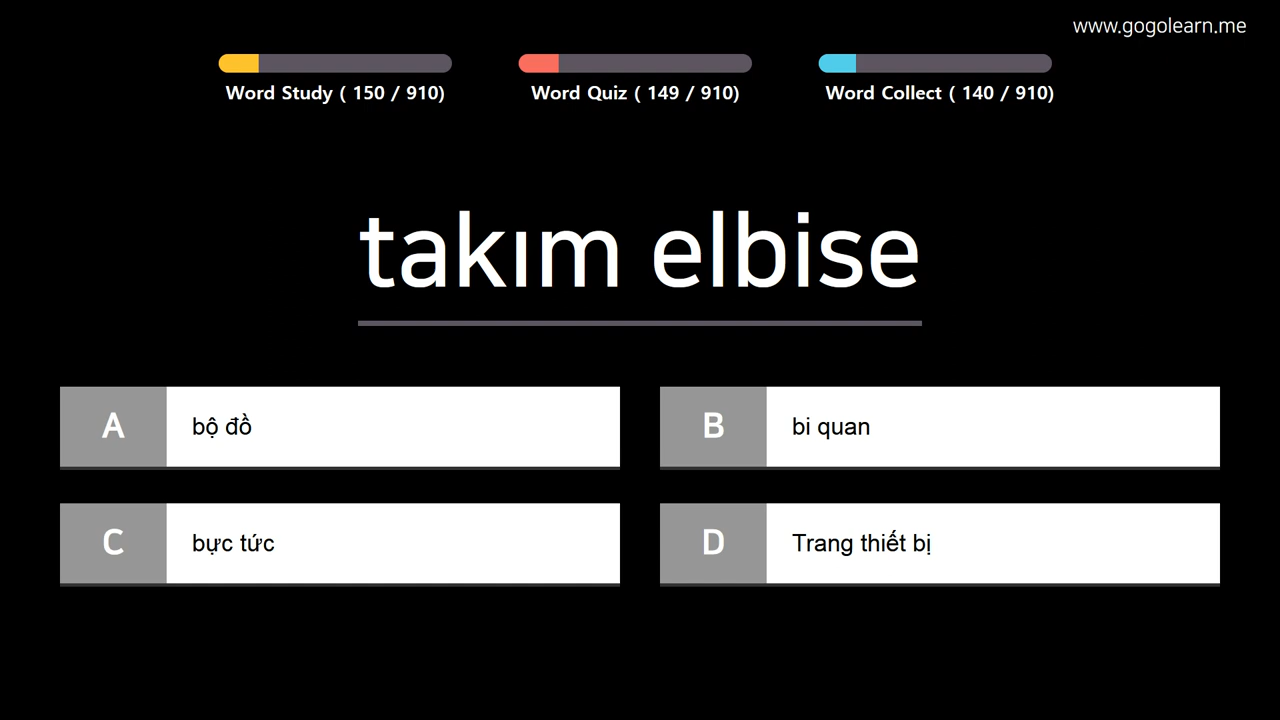 www.gogolearn.me
Word Study ( 150 / 910)
Word Quiz ( 149 / 910)
Word Collect ( 140 / 910)
takım elbise
A bộ đồ
B bi quan
C bực tức
D Trang thiết bị